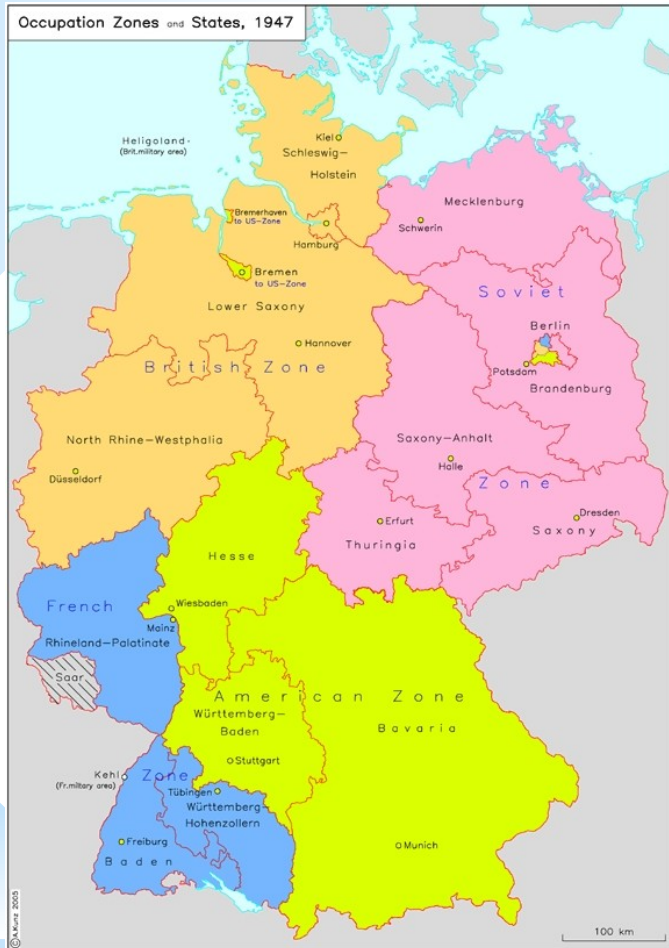 Occupation Zones and States, 1947
Kiel
Heligoland-
(Brit.military area)
Schleswig-
Holstein
Mecklenburg
Bremerhaven
to US-Zone
Schwerin
Hamburg
Bremen
to US-Zone
Soviet
Lower Saxony
Berlin
Hannover
British Zone
Potsdam
Brandenburg
North Rhine-Westphalia
Saxony-Anhalt
Düsseldorf
Halle
Zone
Dresden
Erfurt
Saxony
Thuringia
Hesse
French
Wiesbaden
Mainz
Rhineland-Palatinate
Saar
American Zone
Württemberg-
Baden
Bavaria
Stuttgart
Kehl
(Fr.military area)
Zone
Tübingen
Württemberg-
Hohenzollern
Freiburg
Munich
Baden
©A.Kunz 2005
100 km